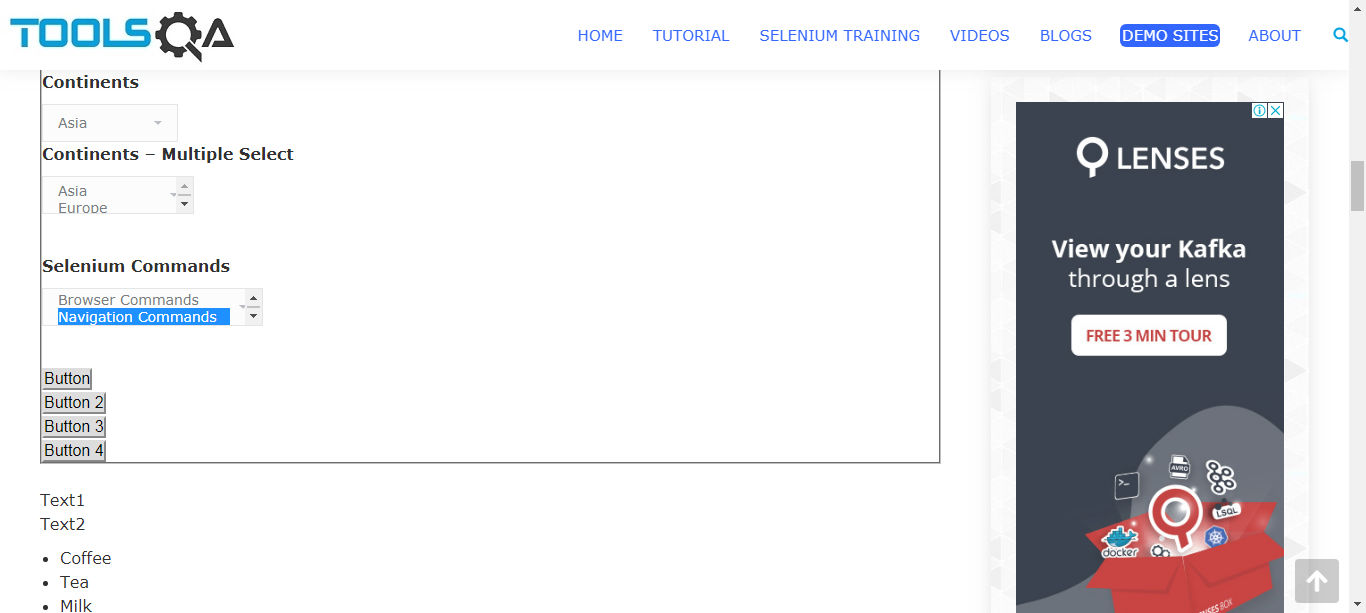 TOOLSQA
HOME TUTORIAL SELENIUM TRAINING VIDEOS BLOGS DEMO SITES ABOUT
Continents
Asia
Continents – Multiple Select
Asia
Europe
Selenium Commands
Browser Commands
Navigation Commands
Button
Button 2
Button 3
Button 4
Text1
Text2
Coffee
Tea
Milk
LENSES
View your Kafka
through a lens
FREE 3 MIN TOUR
AVRO
>_
LSQL
docker
LENSES BOX